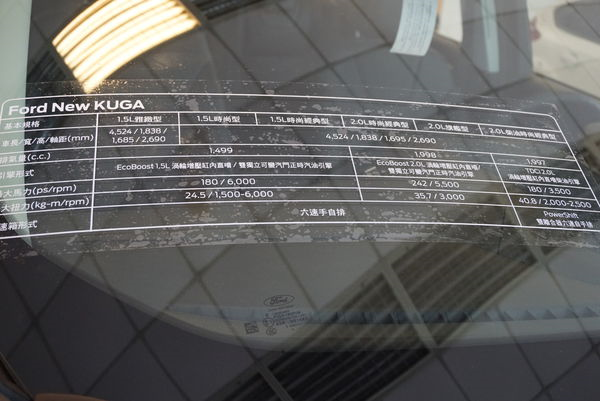 Ford New KUGA
基本規格 1.5L雅緻型 1.5L時尚型 1.5L時尚經典型 2.0L時尚經典型 2.0L旗艦型 2.0L柴油時尚經典型
車長/寬/高/軸距(mm) 4,524 / 1,838 / 1,685 / 2,690 4,524 / 1,838 / 1,695 / 2,690
排氣量(c.c.) 1,499 1,998 1,997
引擎形式 EcoBoost 1.5L 渦輪增壓缸內直噴/雙獨立可變汽門正時汽油引擎 EcoBoost 2.0L 渦輪增壓缸內直噴/雙獨立可變汽門正時汽油引擎 TDCi 2.0L 渦輪增壓缸內直噴柴油引擎
大馬力(ps/rpm) 180 / 6,000 242 / 5,500 180 / 3,500
大扭力(kg-m/rpm) 24.5 / 1,500-6,000 35.7 / 3,000 40.8 / 2,000-2,500
速箱形式 六速手自排 PowerShift 雙離合器六速自手排
Ford